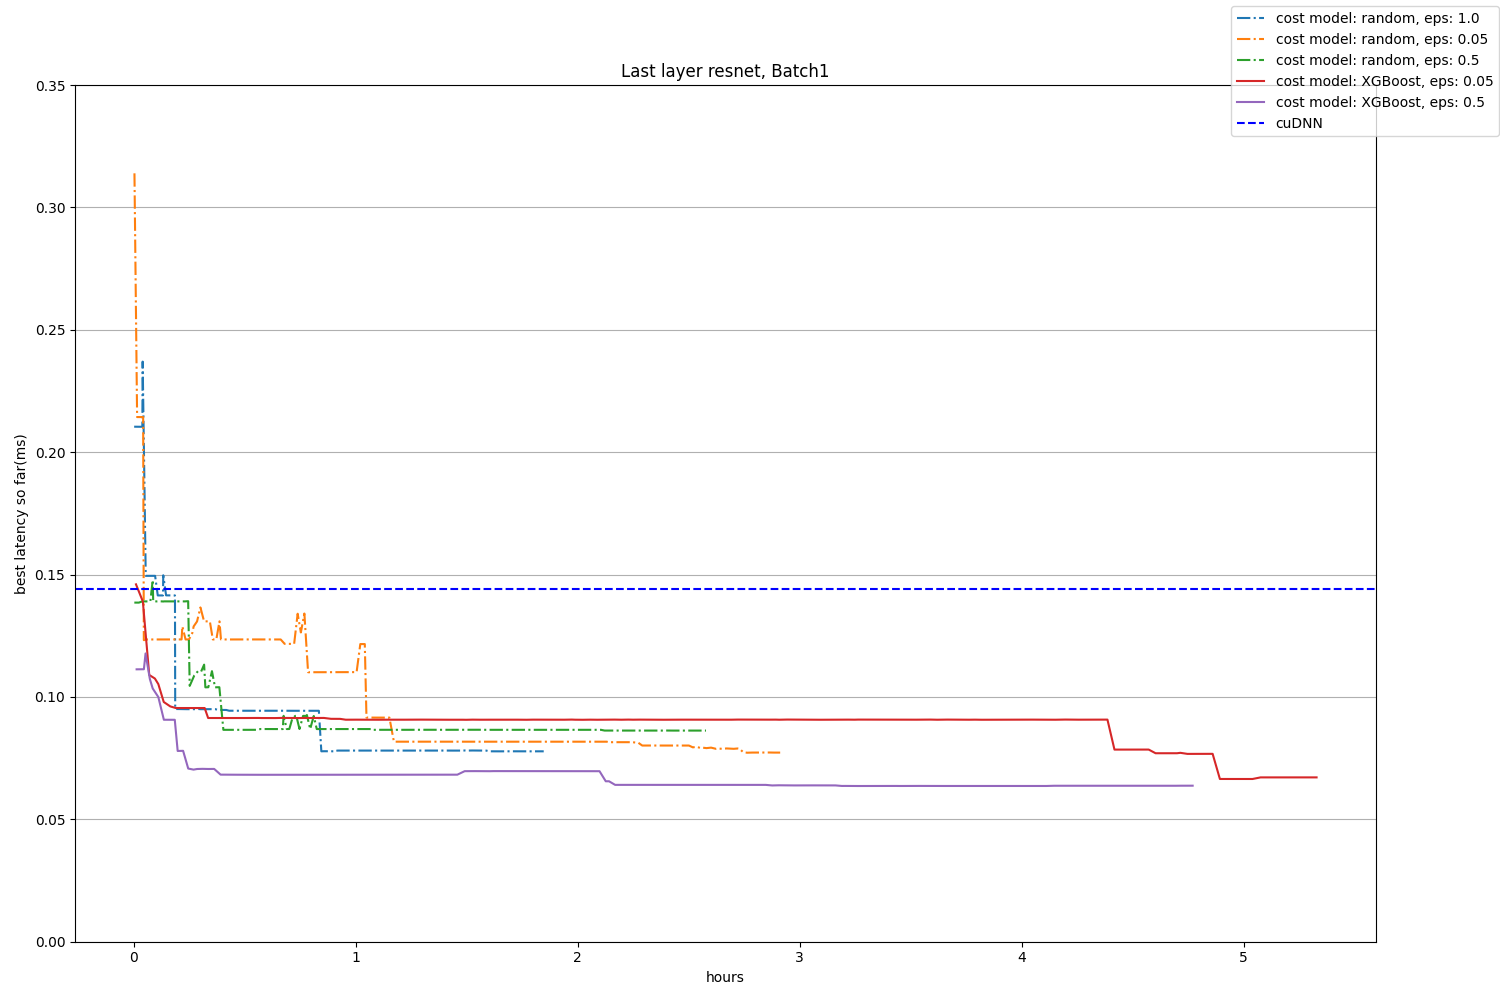 cost model: random, eps: 1.0
cost model: random, eps: 0.05
cost model: random, eps: 0.5
cost model: XGBoost, eps: 0.05
cost model: XGBoost, eps: 0.5
cuDNN
Last layer resnet, Batch1
best latency so far(ms)
0.35
0.30
0.25
0.20
0.15
0.10
0.05
0.00
0 1 2 3 4 5
hours